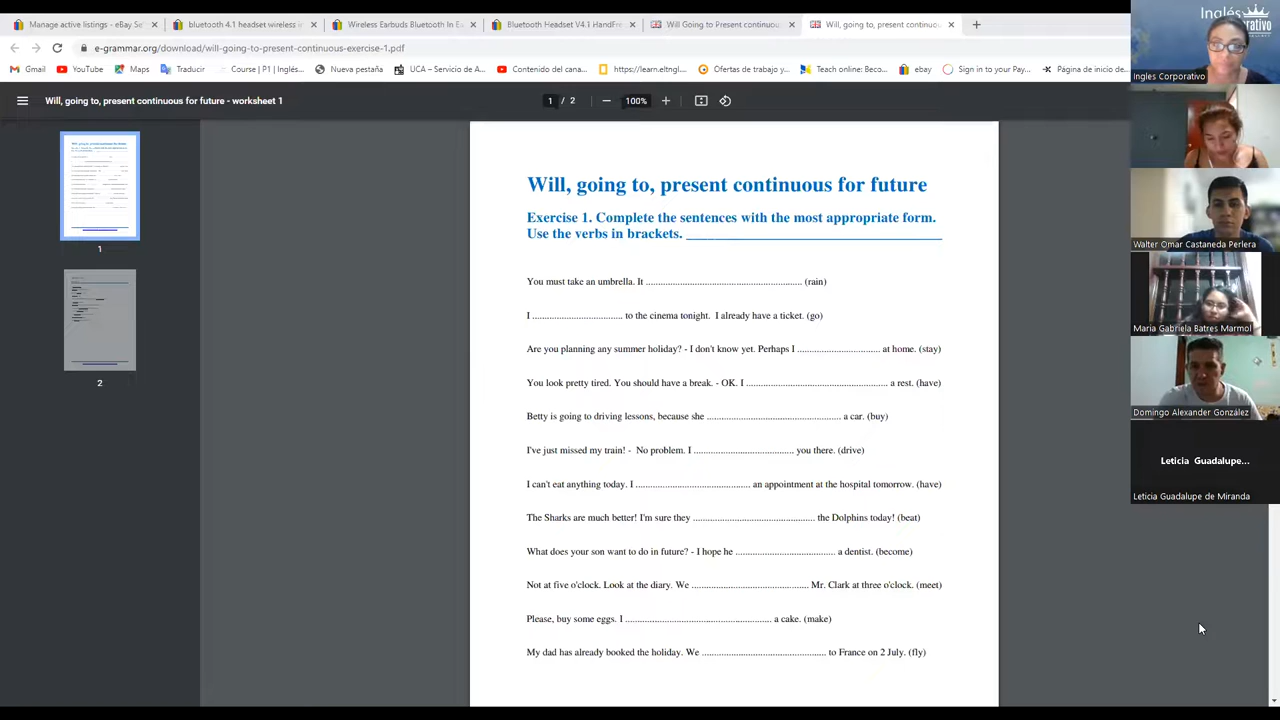 Manage active listings - eBay Se
bluetooth 4.1 headset wireless in
Wireless Earbuds Bluetooth In Ea
Bluetooth Headset V4.1 HandFre
Will Going to Present continuous
Will, going to, present continuou
e-grammar.org/download/will-going-to-present-continuous-exercise-1.pdf
Gmail
YouTube
Maps
Traducir
Course | P1 | Inglés...
Nueva pestaña
UCA – Servicio de A...
Contenido del cana...
https://learn.eltngl...
Ofertas de trabajo y...
Teach online: Beco...
ebay
Sign in to your Pay...
Página de inicio de...
Will, going to, present continuous for future - worksheet 1
1 / 2
100%
1
2
Will, going to, present continuous for future
Exercise 1. Complete the sentences with the most appropriate form.
Use the verbs in brackets. ______________________________________
You must take an umbrella. It ................................................................ (rain)
I ..................................... to the cinema tonight. I already have a ticket. (go)
Are you planning any summer holiday? - I don't know yet. Perhaps I .................................. at home. (stay)
You look pretty tired. You should have a break. - OK. I .......................................................... a rest. (have)
Betty is going to driving lessons, because she ....................................................... a car. (buy)
I've just missed my train! - No problem. I ......................................... you there. (drive)
I can't eat anything today. I ............................................... an appointment at the hospital tomorrow. (have)
The Sharks are much better! I'm sure they .................................................. the Dolphins today! (beat)
What does your son want to do in future? - I hope he ......................................... a dentist. (become)
Not at five o'clock. Look at the diary. We ................................................ Mr. Clark at three o'clock. (meet)
Please, buy some eggs. I ............................................................ a cake. (make)
My dad has already booked the holiday. We ................................................... to France on 2 July. (fly)
Inglés
Ingles Corporativo
Walter Omar Castaneda Perlera
Maria Gabriela Batres Marmol
Domingo Alexander González
Leticia Guadalupe...
Leticia Guadalupe de Miranda